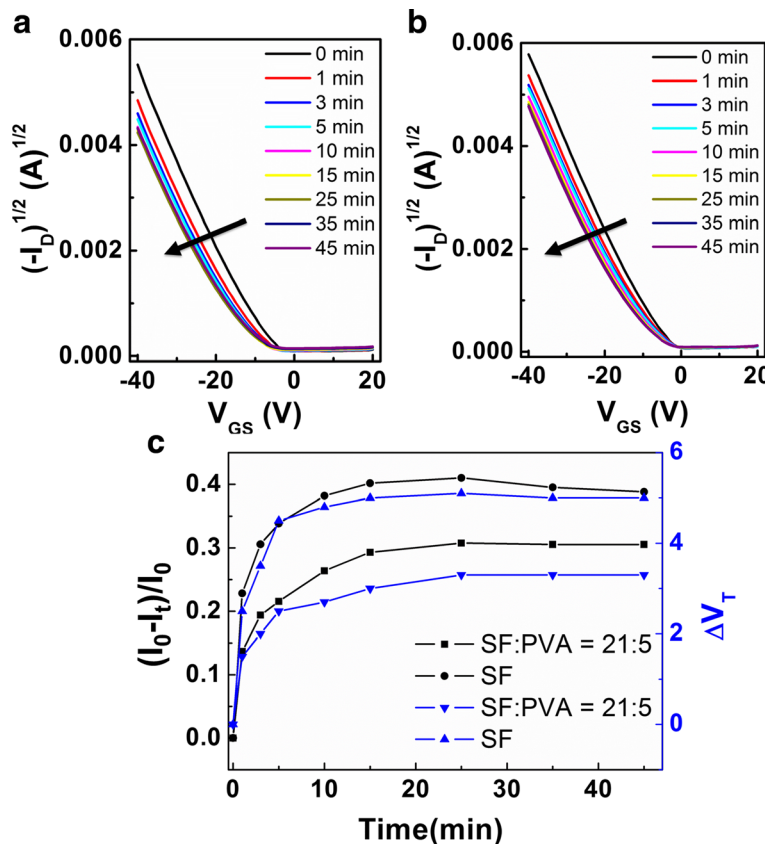 a
0.006
0.004
0.002
0.000
(-I_D)^1/2 (A)^1/2
0 min
1 min
3 min
5 min
10 min
15 min
25 min
35 min
45 min
-40
-20
0
20
V_GS (V)
b
0.006
0.004
0.002
0.000
(-I_D)^1/2 (A)^1/2
0 min
1 min
3 min
5 min
10 min
15 min
25 min
35 min
45 min
-40
-20
0
20
V_GS (V)
c
0.4
0.3
0.2
0.1
0.0
(I_0-I_t)/I_0
6
4
2
0
ΔV_T
SF:PVA = 21:5
SF
SF:PVA = 21:5
SF
0
10
20
30
40
Time(min)